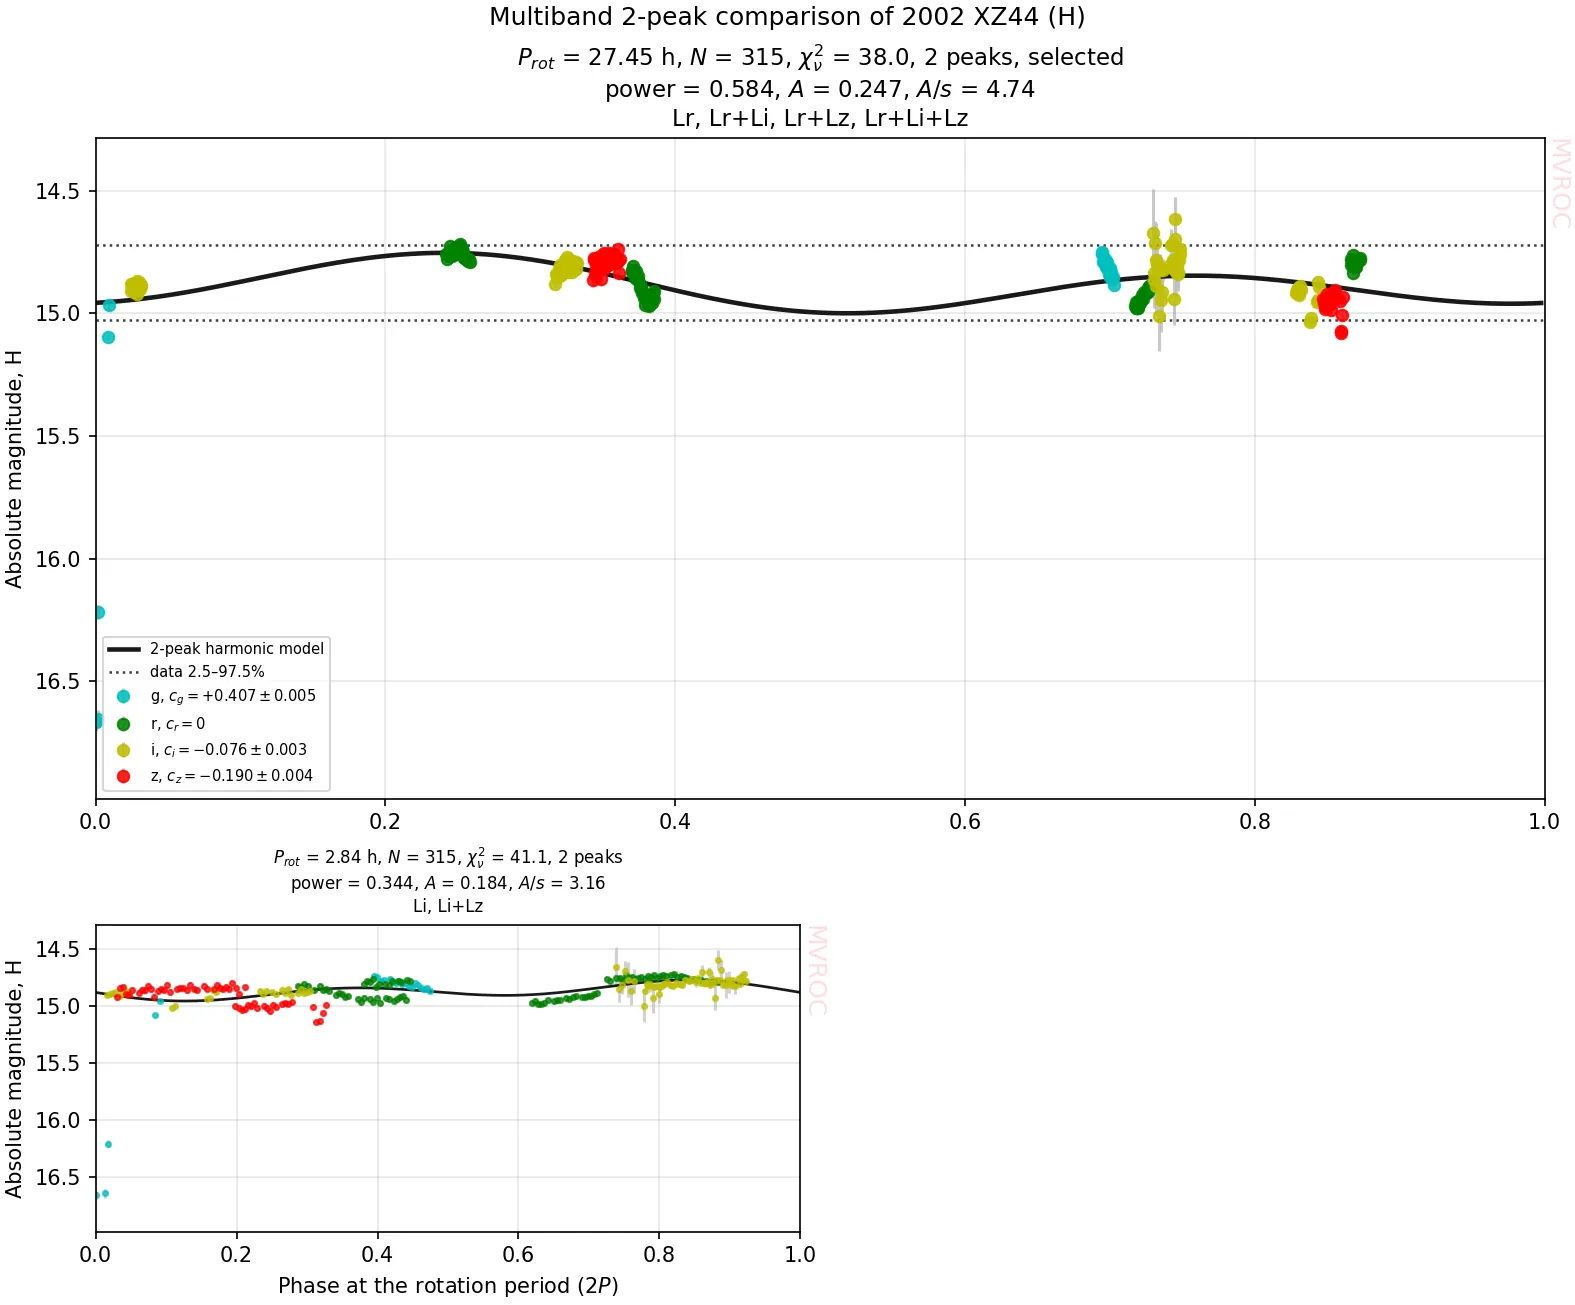 Multiband 2-peak comparison of 2002 XZ44 (H)
P_rot = 27.45 h, N = 315, χ²_ν = 38.0, 2 peaks, selected
power = 0.584, A = 0.247, A/s = 4.74
Lr, Lr+Li, Lr+Lz, Lr+Li+Lz
MVROC
Absolute magnitude, H
14.5
15.0
15.5
16.0
16.5
2-peak harmonic model
data 2.5–97.5%
g, c_g = +0.407 ± 0.005
r, c_r = 0
i, c_i = −0.076 ± 0.003
z, c_z = −0.190 ± 0.004
0.0 0.2 0.4 0.6 0.8 1.0
P_rot = 2.84 h, N = 315, χ²_ν = 41.1, 2 peaks
power = 0.344, A = 0.184, A/s = 3.16
Li, Li+Lz
MVROC
Absolute magnitude, H
14.5
15.0
15.5
16.0
16.5
0.0 0.2 0.4 0.6 0.8 1.0
Phase at the rotation period (2P)